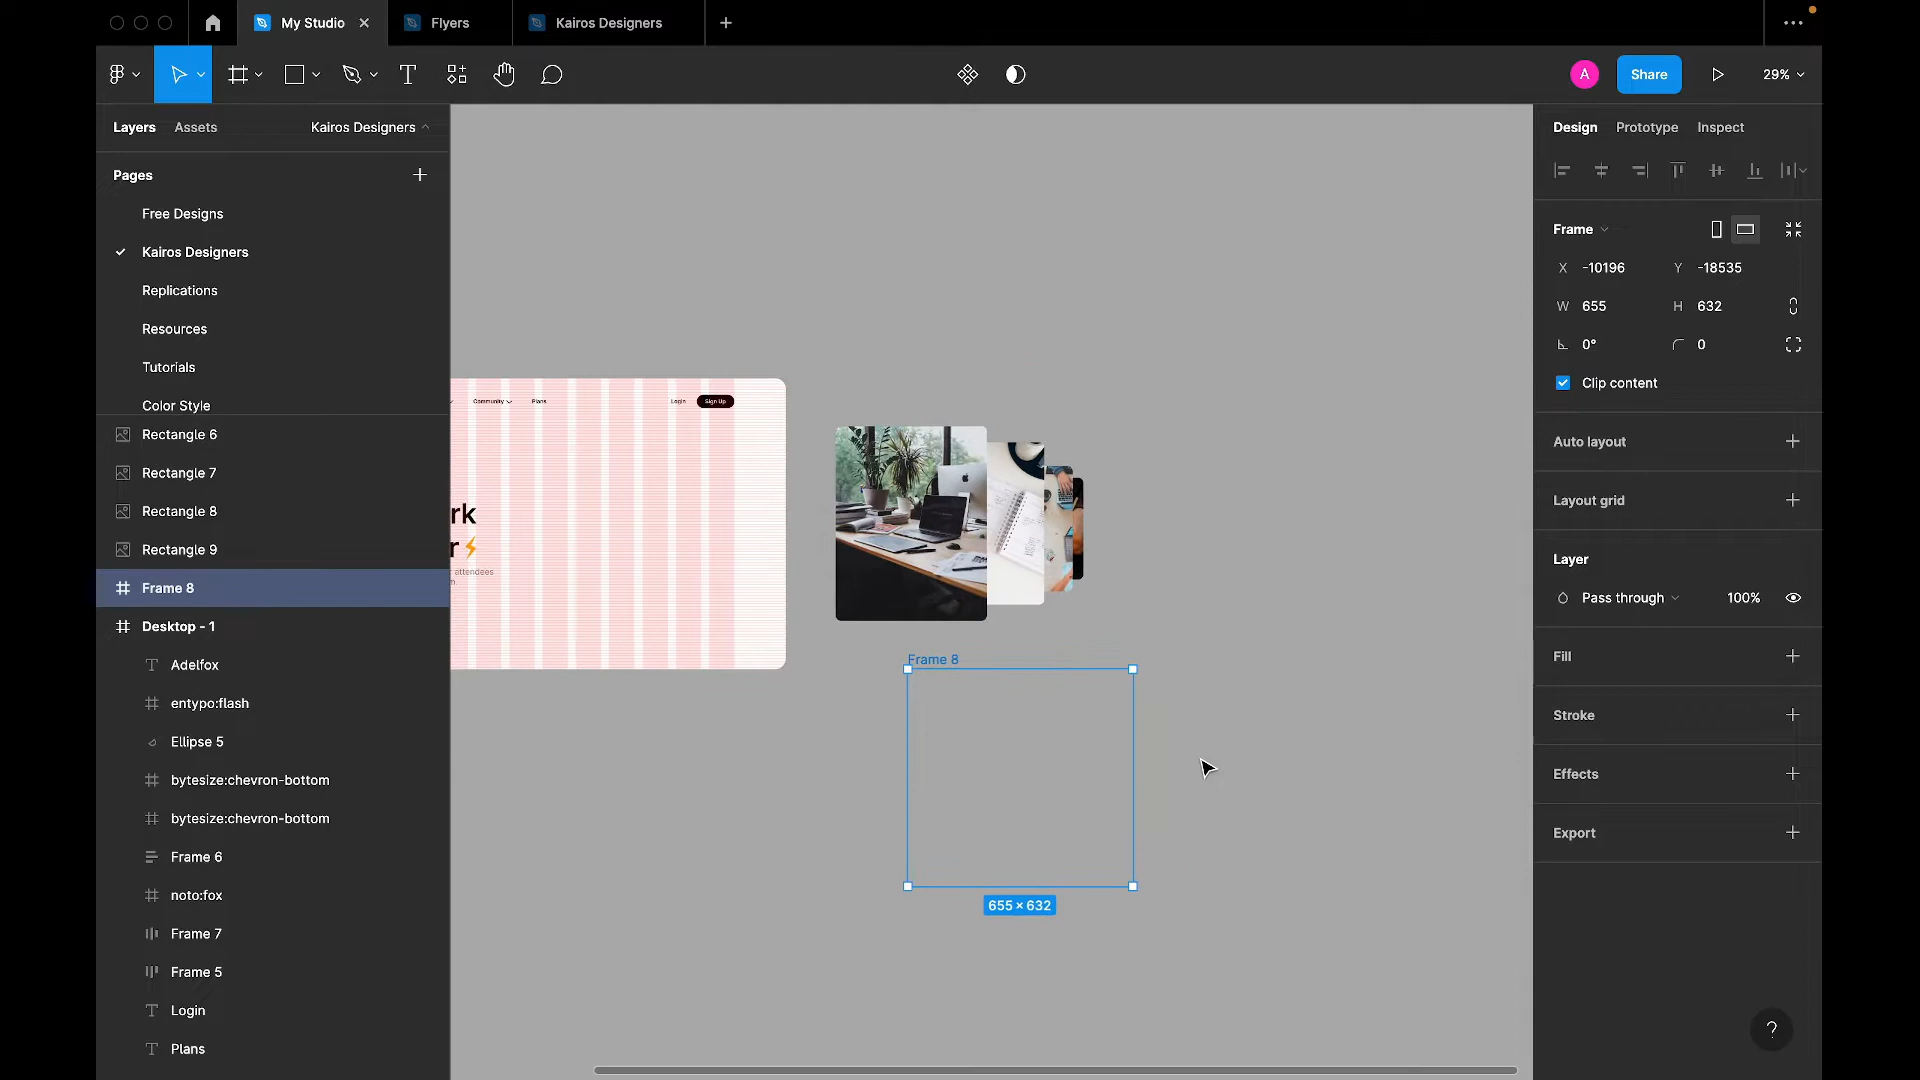 My Studio
Flyers
Kairos Designers
A
Share
29%
Layers
Assets
Kairos Designers
Pages
Free Designs
Kairos Designers
Replications
Resources
Tutorials
Color Style
Rectangle 6
Rectangle 7
Rectangle 8
Rectangle 9
Frame 8
Desktop - 1
Adelfox
entypo:flash
Ellipse 5
bytesize:chevron-bottom
bytesize:chevron-bottom
Frame 6
noto:fox
Frame 7
Frame 5
Login
Plans
Community
Plans
Login
Sign Up
rk
r
attendees
Frame 8
655 × 632
Design
Prototype
Inspect
Frame
X -10196
Y -18535
W 655
H 632
0°
0
Clip content
Auto layout
Layout grid
Layer
Pass through
100%
Fill
Stroke
Effects
Export
?